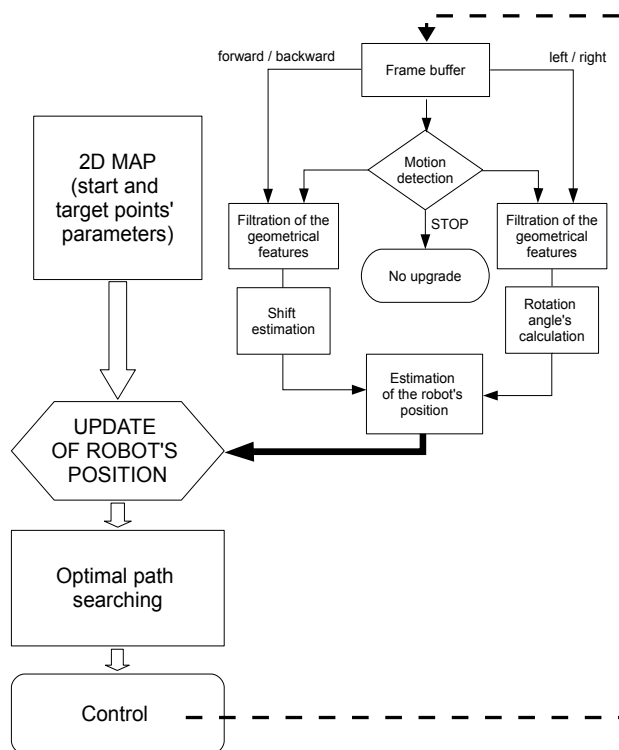 forward / backward
Frame buffer
left / right
2D MAP
(start and
target points'
parameters)
Motion
detection
Filtration of the
geometrical
features
STOP
Filtration of the
geometrical
features
No upgrade
Shift
estimation
Rotation
angle's
calculation
Estimation
of the robot's
position
UPDATE
OF ROBOT'S
POSITION
Optimal path
searching
Control